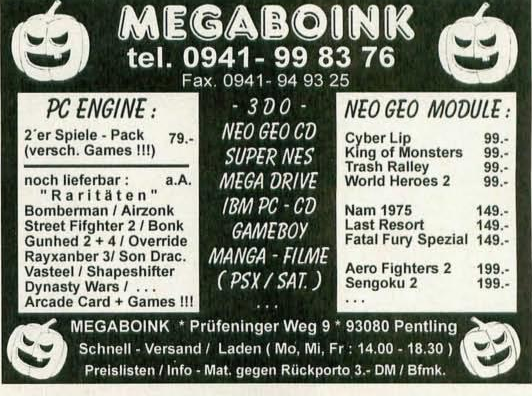 MEGABOINK
tel. 0941- 99 83 76
Fax. 0941- 94 93 25
PC ENGINE :
2´er Spiele - Pack 79.-
(versch. Games !!!)
noch lieferbar : a.A.
"Raritäten"
Bomberman / Airzonk
Street Fifghter 2 / Bonk
Gunhed 2 + 4 / Override
Rayxanber 3/ Son Drac.
Vasteel / Shapeshifter
Dynasty Wars / . . .
Arcade Card + Games !!!
- 3 D O -
NEO GEO CD
SUPER NES
MEGA DRIVE
IBM PC - CD
GAMEBOY
MANGA - FILME
( PSX / SAT. )
. . .
NEO GEO MODULE :
Cyber Lip 99.-
King of Monsters 99.-
Trash Ralley 99.-
World Heroes 2 99.-
Nam 1975 149.-
Last Resort 149.-
Fatal Fury Spezial 149.-
Aero Fighters 2 199.-
Sengoku 2 199.-
. . .
MEGABOINK * Prüfeninger Weg 9 * 93080 Pentling
Schnell - Versand / Laden ( Mo, Mi, Fr : 14.00 - 18.30 )
Preislisten / Info - Mat. gegen Rückporto 3.- DM / Bfmk.